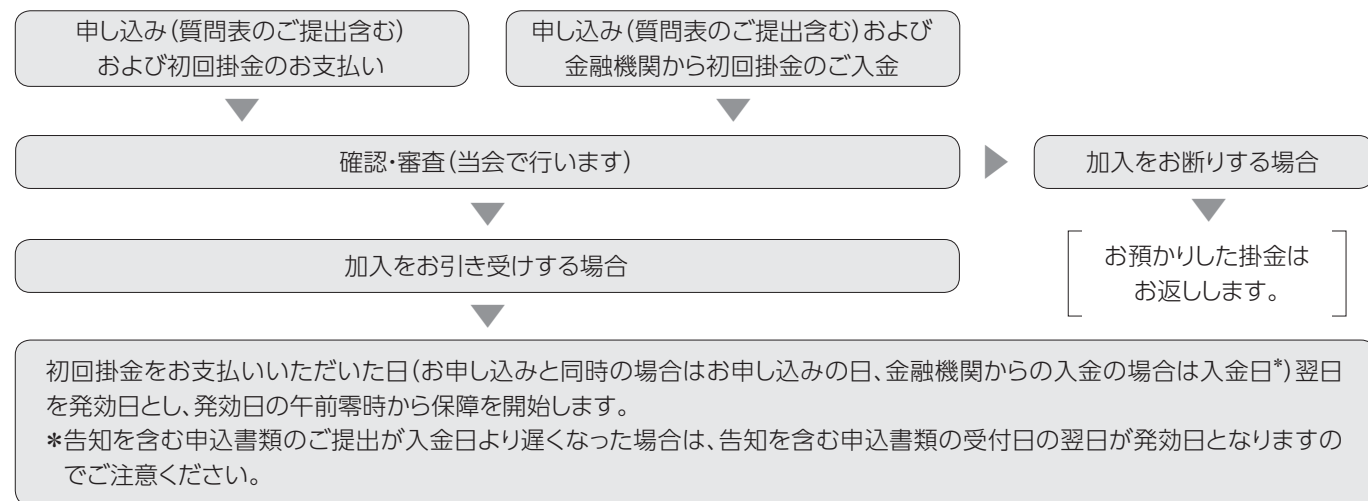 申し込み(質問表のご提出含む)
および初回掛金のお支払い
申し込み(質問表のご提出含む)および
金融機関から初回掛金のご入金
確認・審査(当会で行います)
加入をお断りする場合
加入をお引き受けする場合
お預かりした掛金は
お返しします。
初回掛金をお支払いいただいた日(お申し込みと同時の場合はお申し込みの日、金融機関からの入金の場合は入金日*)翌日
を発効日とし、発効日の午前零時から保障を開始します。
*告知を含む申込書類のご提出が入金日より遅くなった場合は、告知を含む申込書類の受付日の翌日が発効日となりますの
でご注意ください。